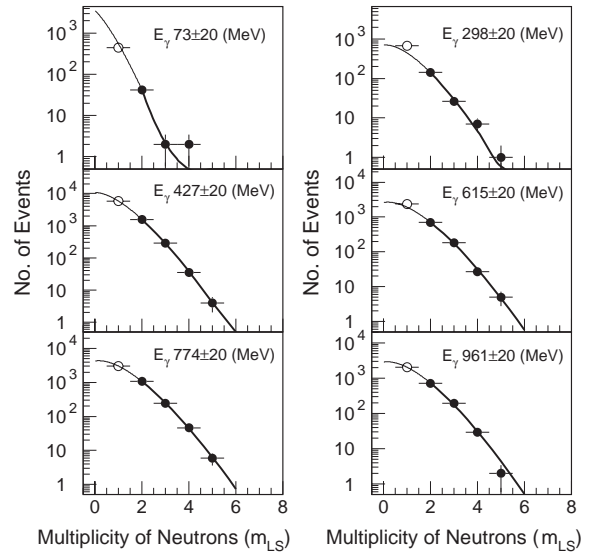 No. of Events
E_γ 73±20 (MeV)
10^3
10^2
10
1
E_γ 427±20 (MeV)
10^4
10^3
10^2
10
1
E_γ 774±20 (MeV)
10^4
10^3
10^2
10
1
0 2 4 6 8
Multiplicity of Neutrons (m_LS)
No. of Events
E_γ 298±20 (MeV)
10^3
10^2
10
1
E_γ 615±20 (MeV)
10^4
10^3
10^2
10
1
E_γ 961±20 (MeV)
10^4
10^3
10^2
10
1
0 2 4 6 8
Multiplicity of Neutrons (m_LS)